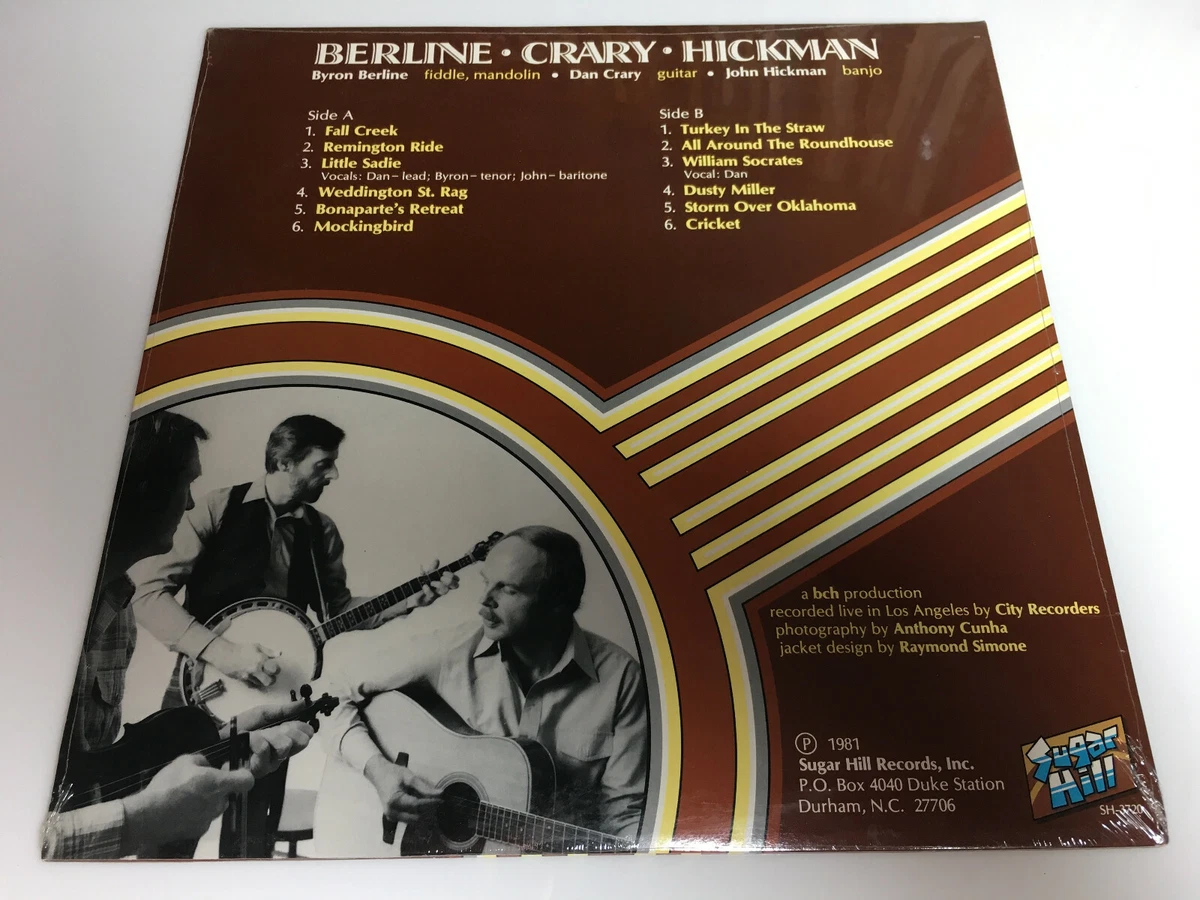 BERLINE • CRARY • HICKMAN
Byron Berline fiddle, mandolin • Dan Crary guitar • John Hickman banjo
Side A
1. Fall Creek
2. Remington Ride
3. Little Sadie
Vocals: Dan–lead; Byron–tenor; John–baritone
4. Weddington St. Rag
5. Bonaparte's Retreat
6. Mockingbird
Side B
1. Turkey In The Straw
2. All Around The Roundhouse
3. William Socrates
Vocal: Dan
4. Dusty Miller
5. Storm Over Oklahoma
6. Cricket
a bch production
recorded live in Los Angeles by City Recorders
photography by Anthony Cunha
jacket design by Raymond Simone
Ⓟ 1981
Sugar Hill Records, Inc.
P.O. Box 4040 Duke Station
Durham, N.C. 27706
Sugar
Hill